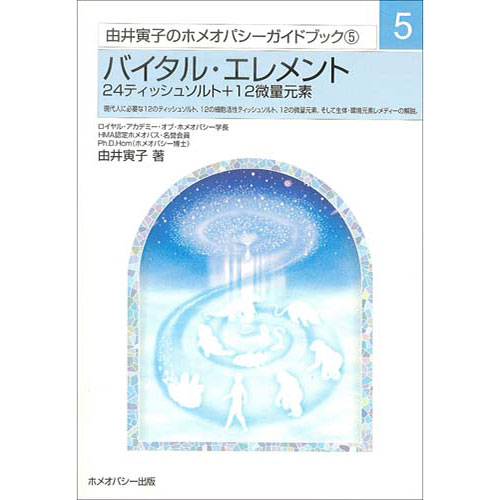 由井寅子のホメオパシーガイドブック⑤
5
バイタル・エレメント
24ティッシュソルト+12微量元素
現代人に必要な12のティッシュソルト、12の細胞活性ティッシュソルト、12の微量元素、そして生体・環境元素レメディーの解説。
ロイヤル・アカデミー・オブ・ホメオパシー学長
HMA認定ホメオパス・名誉会員
Ph.D.Hom(ホメオパシー博士)
由井寅子 著
ホメオパシー出版